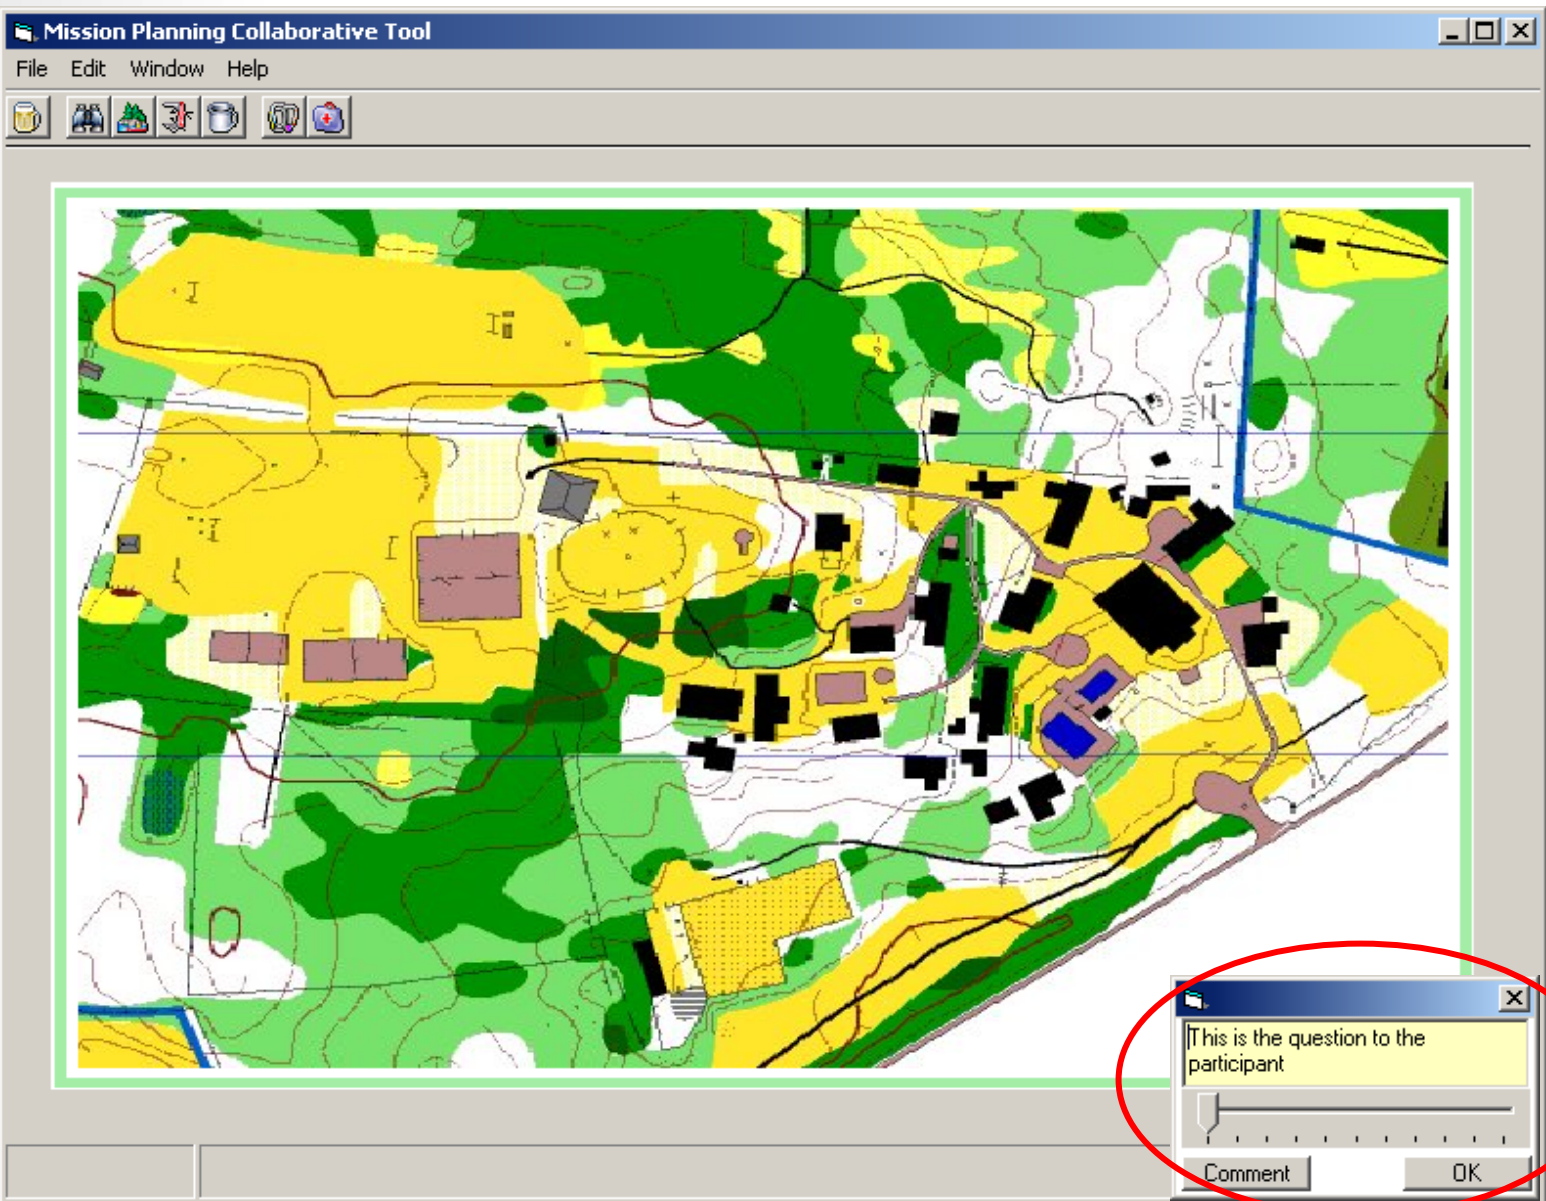 Mission Planning Collaborative Tool
File Edit Window Help
This is the question to the
participant
Comment OK